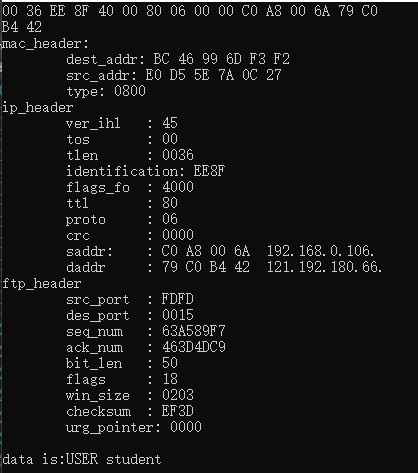 00 36 EE 8F 40 00 80 06 00 00 C0 A8 00 6A 79 C0
B4 42
mac_header:
dest_addr: BC 46 99 6D F3 F2
src_addr: E0 D5 5E 7A 0C 27
type: 0800
ip_header
ver_ihl : 45
tos : 00
tlen : 0036
identification: EE8F
flags_fo : 4000
ttl : 80
proto : 06
crc : 0000
saddr: : C0 A8 00 6A 192.168.0.106.
daddr : 79 C0 B4 42 121.192.180.66.
ftp_header
src_port : FDFD
des_port : 0015
seq_num : 63A589F7
ack_num : 463D4DC9
bit_len : 50
flags : 18
win_size : 0203
checksum : EF3D
urg_pointer: 0000
data is:USER student